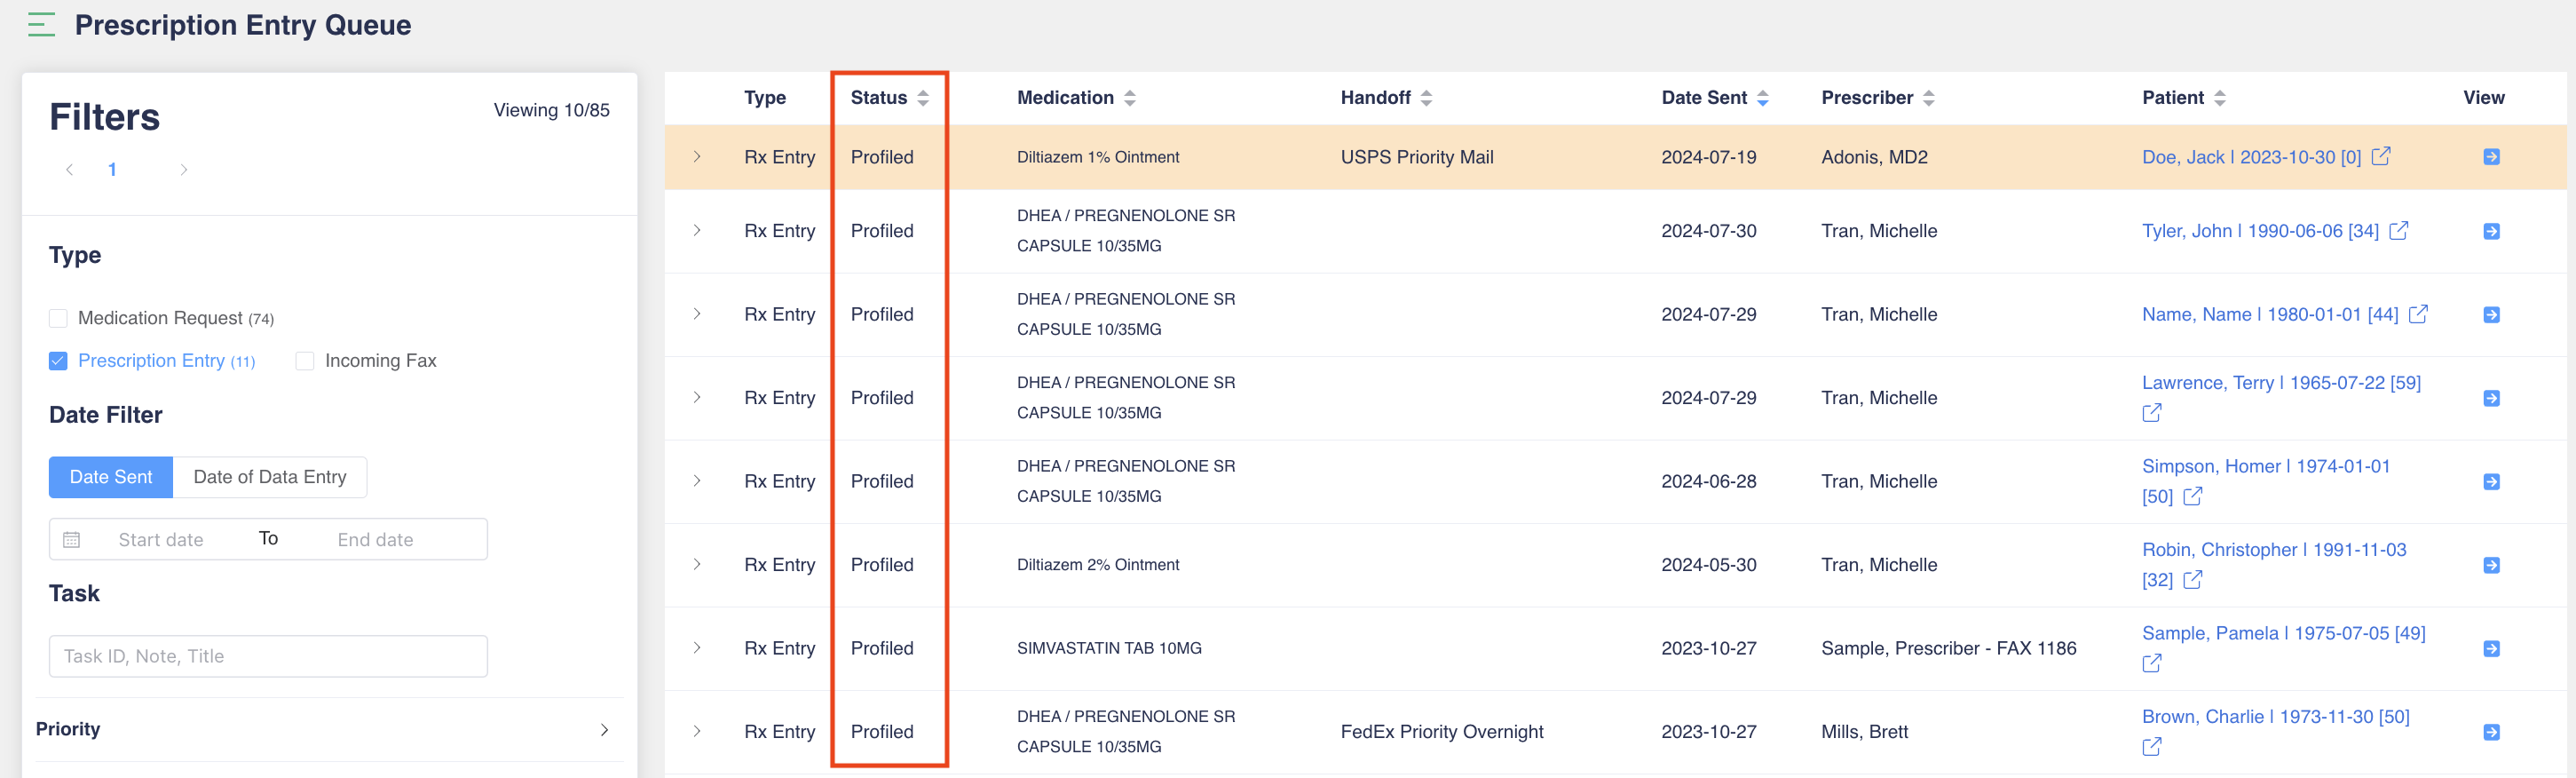 Prescription Entry Queue
Filters
Viewing 10/85
1
Type
Medication Request (74)
Prescription Entry (11) Incoming Fax
Date Filter
Date Sent Date of Data Entry
Start date To End date
Task
Task ID, Note, Title
Priority
Type Status Medication Handoff Date Sent Prescriber Patient View
Rx Entry Profiled Diltiazem 1% Ointment USPS Priority Mail 2024-07-19 Adonis, MD2 Doe, Jack | 2023-10-30 [0]
Rx Entry Profiled DHEA / PREGNENOLONE SR 2024-07-30 Tran, Michelle Tyler, John | 1990-06-06 [34]
CAPSULE 10/35MG
Rx Entry Profiled DHEA / PREGNENOLONE SR 2024-07-29 Tran, Michelle Name, Name | 1980-01-01 [44]
CAPSULE 10/35MG
Rx Entry Profiled DHEA / PREGNENOLONE SR 2024-07-29 Tran, Michelle Lawrence, Terry | 1965-07-22 [59]
CAPSULE 10/35MG
Rx Entry Profiled DHEA / PREGNENOLONE SR 2024-06-28 Tran, Michelle Simpson, Homer | 1974-01-01
CAPSULE 10/35MG [50]
Rx Entry Profiled Diltiazem 2% Ointment 2024-05-30 Tran, Michelle Robin, Christopher | 1991-11-03
[32]
Rx Entry Profiled SIMVASTATIN TAB 10MG 2023-10-27 Sample, Prescriber - FAX 1186 Sample, Pamela | 1975-07-05 [49]
Rx Entry Profiled DHEA / PREGNENOLONE SR FedEx Priority Overnight 2023-10-27 Mills, Brett Brown, Charlie | 1973-11-30 [50]
CAPSULE 10/35MG